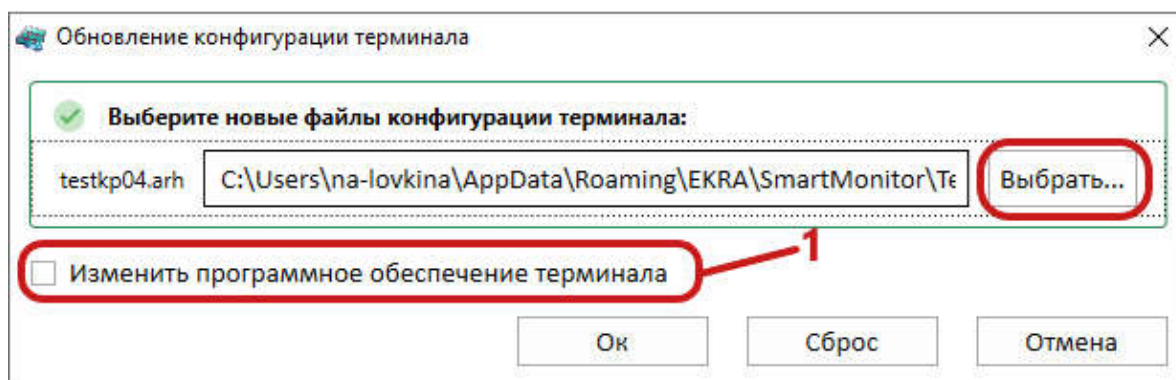 Обновление конфигурации терминала
Выберите новые файлы конфигурации терминала:
testkp04.arh C:\Users\na-lovkina\AppData\Roaming\EKRA\SmartMonitor\Te Выбрать...
1
Изменить программное обеспечение терминала
Ок Сброс Отмена